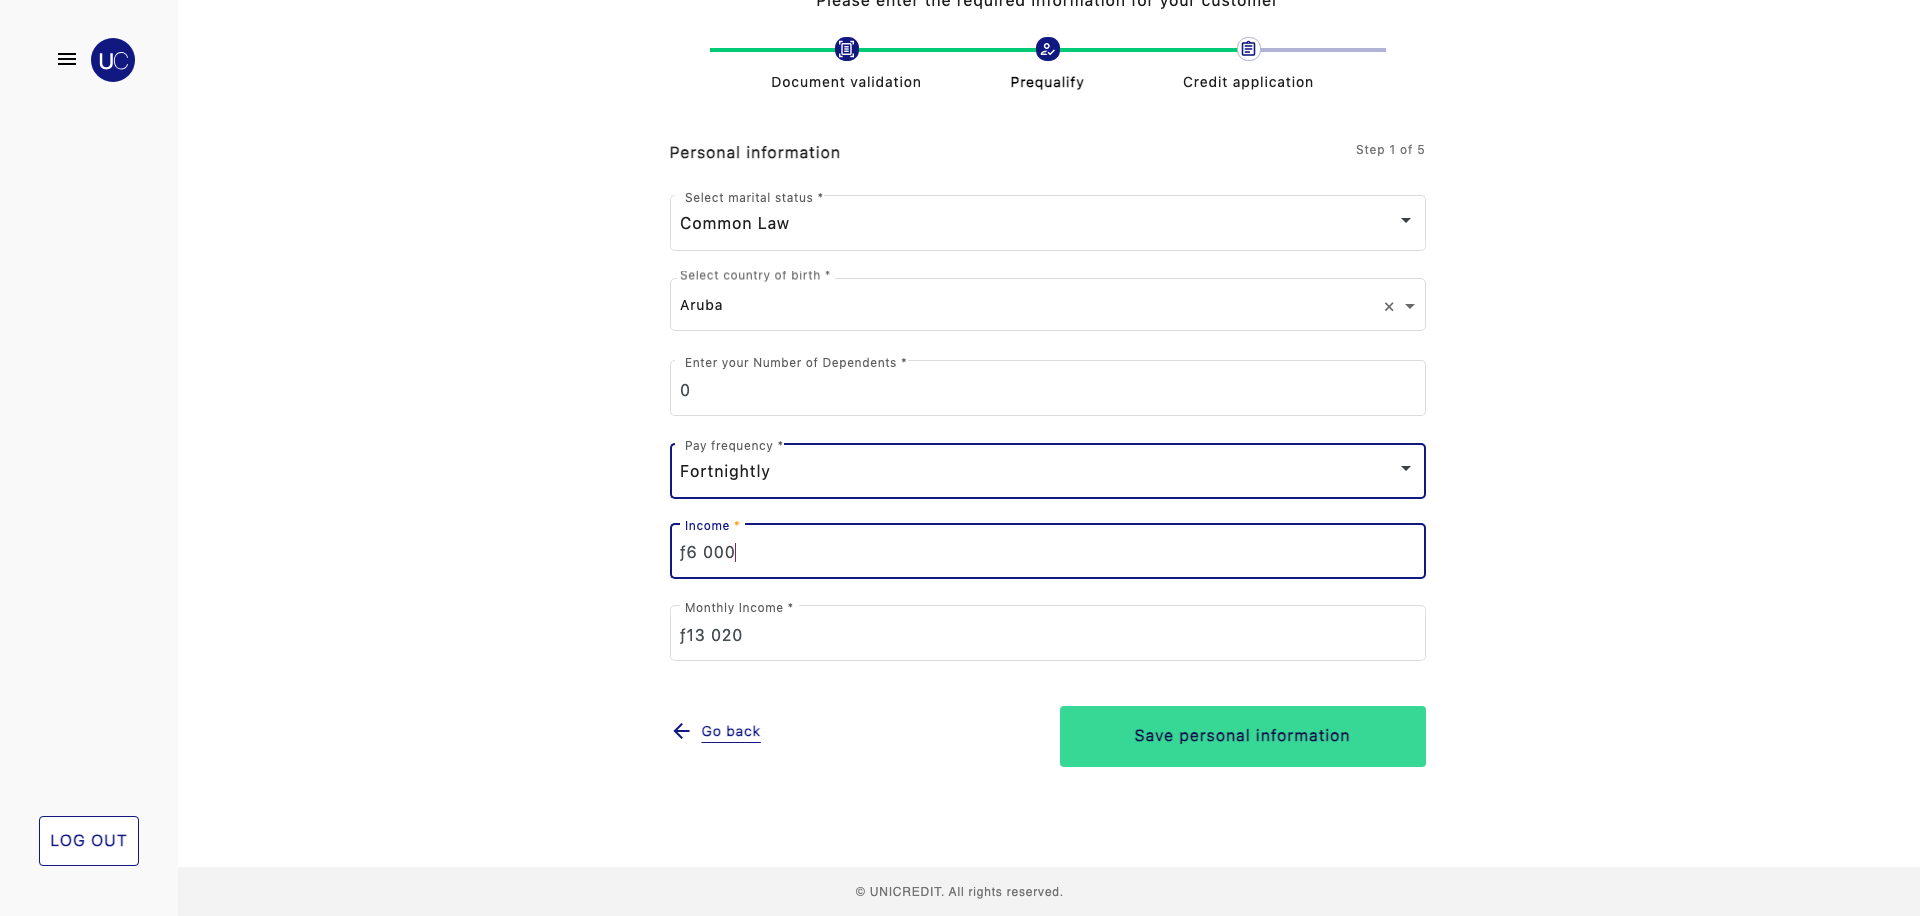 Please enter the required information for your customer
UC
Document validation
Prequalify
Credit application
Personal information
Step 1 of 5
Select marital status *
Common Law
Select country of birth *
Aruba
Enter your Number of Dependents *
0
Pay frequency *
Fortnightly
Income *
ƒ6 000
Monthly Income *
ƒ13 020
Go back
Save personal information
LOG OUT
© UNICREDIT. All rights reserved.